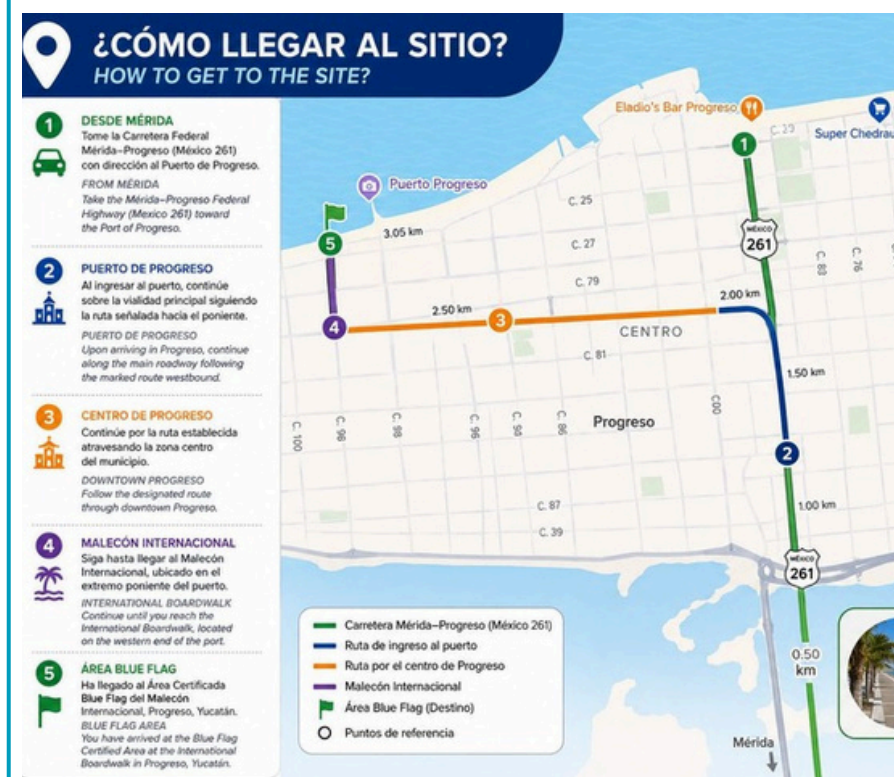 ¿CÓMO LLEGAR AL SITIO?
HOW TO GET TO THE SITE?
1
DESDE MÉRIDA
Tome la Carretera Federal
Mérida–Progreso (México 261)
con dirección al Puerto de Progreso.
FROM MÉRIDA
Take the Mérida–Progreso Federal
Highway (Mexico 261) toward
the Port of Progreso.
2
PUERTO DE PROGRESO
Al ingresar al puerto, continúe
sobre la vialidad principal siguiendo
la ruta señalada hacia el poniente.
PUERTO DE PROGRESO
Upon arriving in Progreso, continue
along the main roadway following
the marked route westbound.
3
CENTRO DE PROGRESO
Continúe por la ruta establecida
atravesando la zona centro
del municipio.
DOWNTOWN PROGRESO
Follow the designated route
through downtown Progreso.
4
MALECÓN INTERNACIONAL
Siga hasta llegar al Malecón
Internacional, ubicado en el
extremo poniente del puerto.
INTERNATIONAL BOARDWALK
Continue until you reach the
International Boardwalk, located
on the western end of the port.
5
ÁREA BLUE FLAG
Ha llegado al Área Certificada
Blue Flag del Malecón
Internacional, Progreso, Yucatán.
BLUE FLAG AREA
You have arrived at the Blue Flag
Certified Area at the International
Boardwalk in Progreso, Yucatán.
Eladio's Bar Progreso
Super Chedrau
1
Puerto Progreso
C. 25
5
3.05 km
MÉXICO
261
C. 27
C. 83
C. 76
C. 79
2.00 km
2.50 km
3
4
CENTRO
C. 81
1.50 km
C. 100
C. 98
C. 98
C. 96
C. 94
C. 86
C00
Progreso
2
C. 87
1.00 km
C. 39
MÉXICO
261
0.50
km
Mérida
Carretera Mérida–Progreso (México 261)
Ruta de ingreso al puerto
Ruta por el centro de Progreso
Malecón Internacional
Área Blue Flag (Destino)
Puntos de referencia